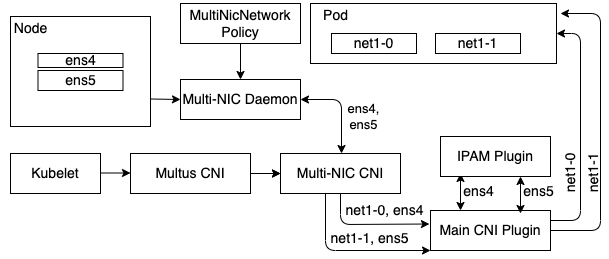 Node
ens4
ens5
MultiNicNetwork
Policy
Pod
net1-0
net1-1
Multi-NIC Daemon
ens4,
ens5
Kubelet
Multus CNI
Multi-NIC CNI
IPAM Plugin
ens4
ens5
net1-0
net1-1
net1-0, ens4
net1-1, ens5
Main CNI Plugin